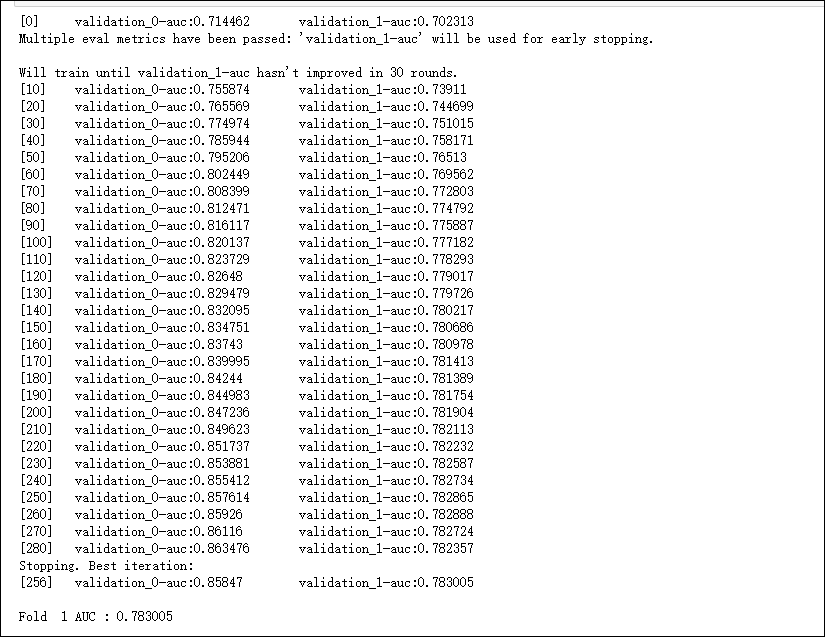 [0] validation_0-auc:0.714462 validation_1-auc:0.702313
Multiple eval metrics have been passed: 'validation_1-auc' will be used for early stopping.
Will train until validation_1-auc hasn't improved in 30 rounds.
[10] validation_0-auc:0.755874 validation_1-auc:0.73911
[20] validation_0-auc:0.765569 validation_1-auc:0.744699
[30] validation_0-auc:0.774974 validation_1-auc:0.751015
[40] validation_0-auc:0.785944 validation_1-auc:0.758171
[50] validation_0-auc:0.795206 validation_1-auc:0.76513
[60] validation_0-auc:0.802449 validation_1-auc:0.769562
[70] validation_0-auc:0.808399 validation_1-auc:0.772803
[80] validation_0-auc:0.812471 validation_1-auc:0.774792
[90] validation_0-auc:0.816117 validation_1-auc:0.775887
[100] validation_0-auc:0.820137 validation_1-auc:0.777182
[110] validation_0-auc:0.823729 validation_1-auc:0.778293
[120] validation_0-auc:0.82648 validation_1-auc:0.779017
[130] validation_0-auc:0.829479 validation_1-auc:0.779726
[140] validation_0-auc:0.832095 validation_1-auc:0.780217
[150] validation_0-auc:0.834751 validation_1-auc:0.780686
[160] validation_0-auc:0.83743 validation_1-auc:0.780978
[170] validation_0-auc:0.839995 validation_1-auc:0.781413
[180] validation_0-auc:0.84244 validation_1-auc:0.781389
[190] validation_0-auc:0.844983 validation_1-auc:0.781754
[200] validation_0-auc:0.847236 validation_1-auc:0.781904
[210] validation_0-auc:0.849623 validation_1-auc:0.782113
[220] validation_0-auc:0.851737 validation_1-auc:0.782232
[230] validation_0-auc:0.853881 validation_1-auc:0.782587
[240] validation_0-auc:0.855412 validation_1-auc:0.782734
[250] validation_0-auc:0.857614 validation_1-auc:0.782865
[260] validation_0-auc:0.85926 validation_1-auc:0.782888
[270] validation_0-auc:0.86116 validation_1-auc:0.782724
[280] validation_0-auc:0.863476 validation_1-auc:0.782357
Stopping. Best iteration:
[256] validation_0-auc:0.85847 validation_1-auc:0.783005
Fold 1 AUC : 0.783005